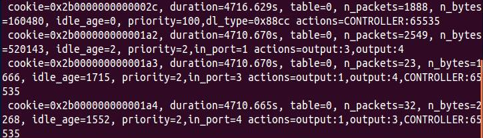 cookie=0x2b0000000000002c, duration=4716.629s, table=0, n_packets=1888, n_bytes
=160480, idle_age=0, priority=100,dl_type=0x88cc actions=CONTROLLER:65535
cookie=0x2b000000000001a2, duration=4710.670s, table=0, n_packets=2549, n_bytes
=520143, idle_age=2, priority=2,in_port=1 actions=output:3,output:4
cookie=0x2b000000000001a3, duration=4710.670s, table=0, n_packets=23, n_bytes=1
666, idle_age=1715, priority=2,in_port=3 actions=output:1,output:4,CONTROLLER:65
535
cookie=0x2b000000000001a4, duration=4710.665s, table=0, n_packets=32, n_bytes=2
268, idle_age=1552, priority=2,in_port=4 actions=output:1,output:3,CONTROLLER:65
535